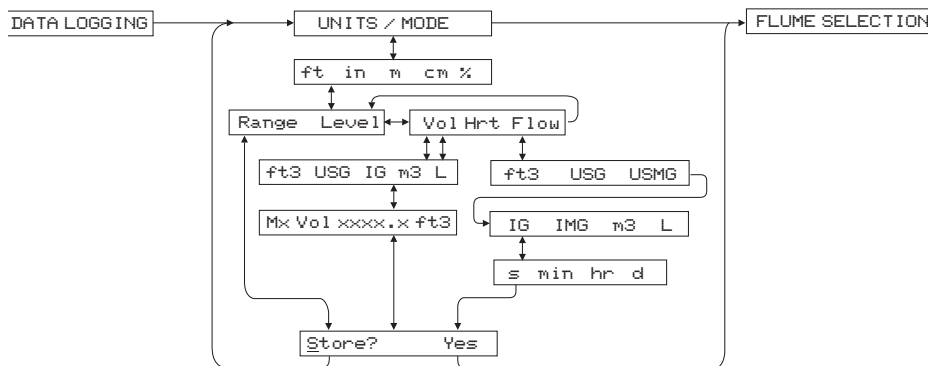 DATA LOGGING
UNITS / MODE
FLUME SELECTION
ft in m cm %
Range Level
Vol Hrt Flow
ft3 USG IG m3 L
ft3 USG USMG
Mx Vol xxxx.x ft3
IG IMG m3 L
s min hr d
Store? Yes